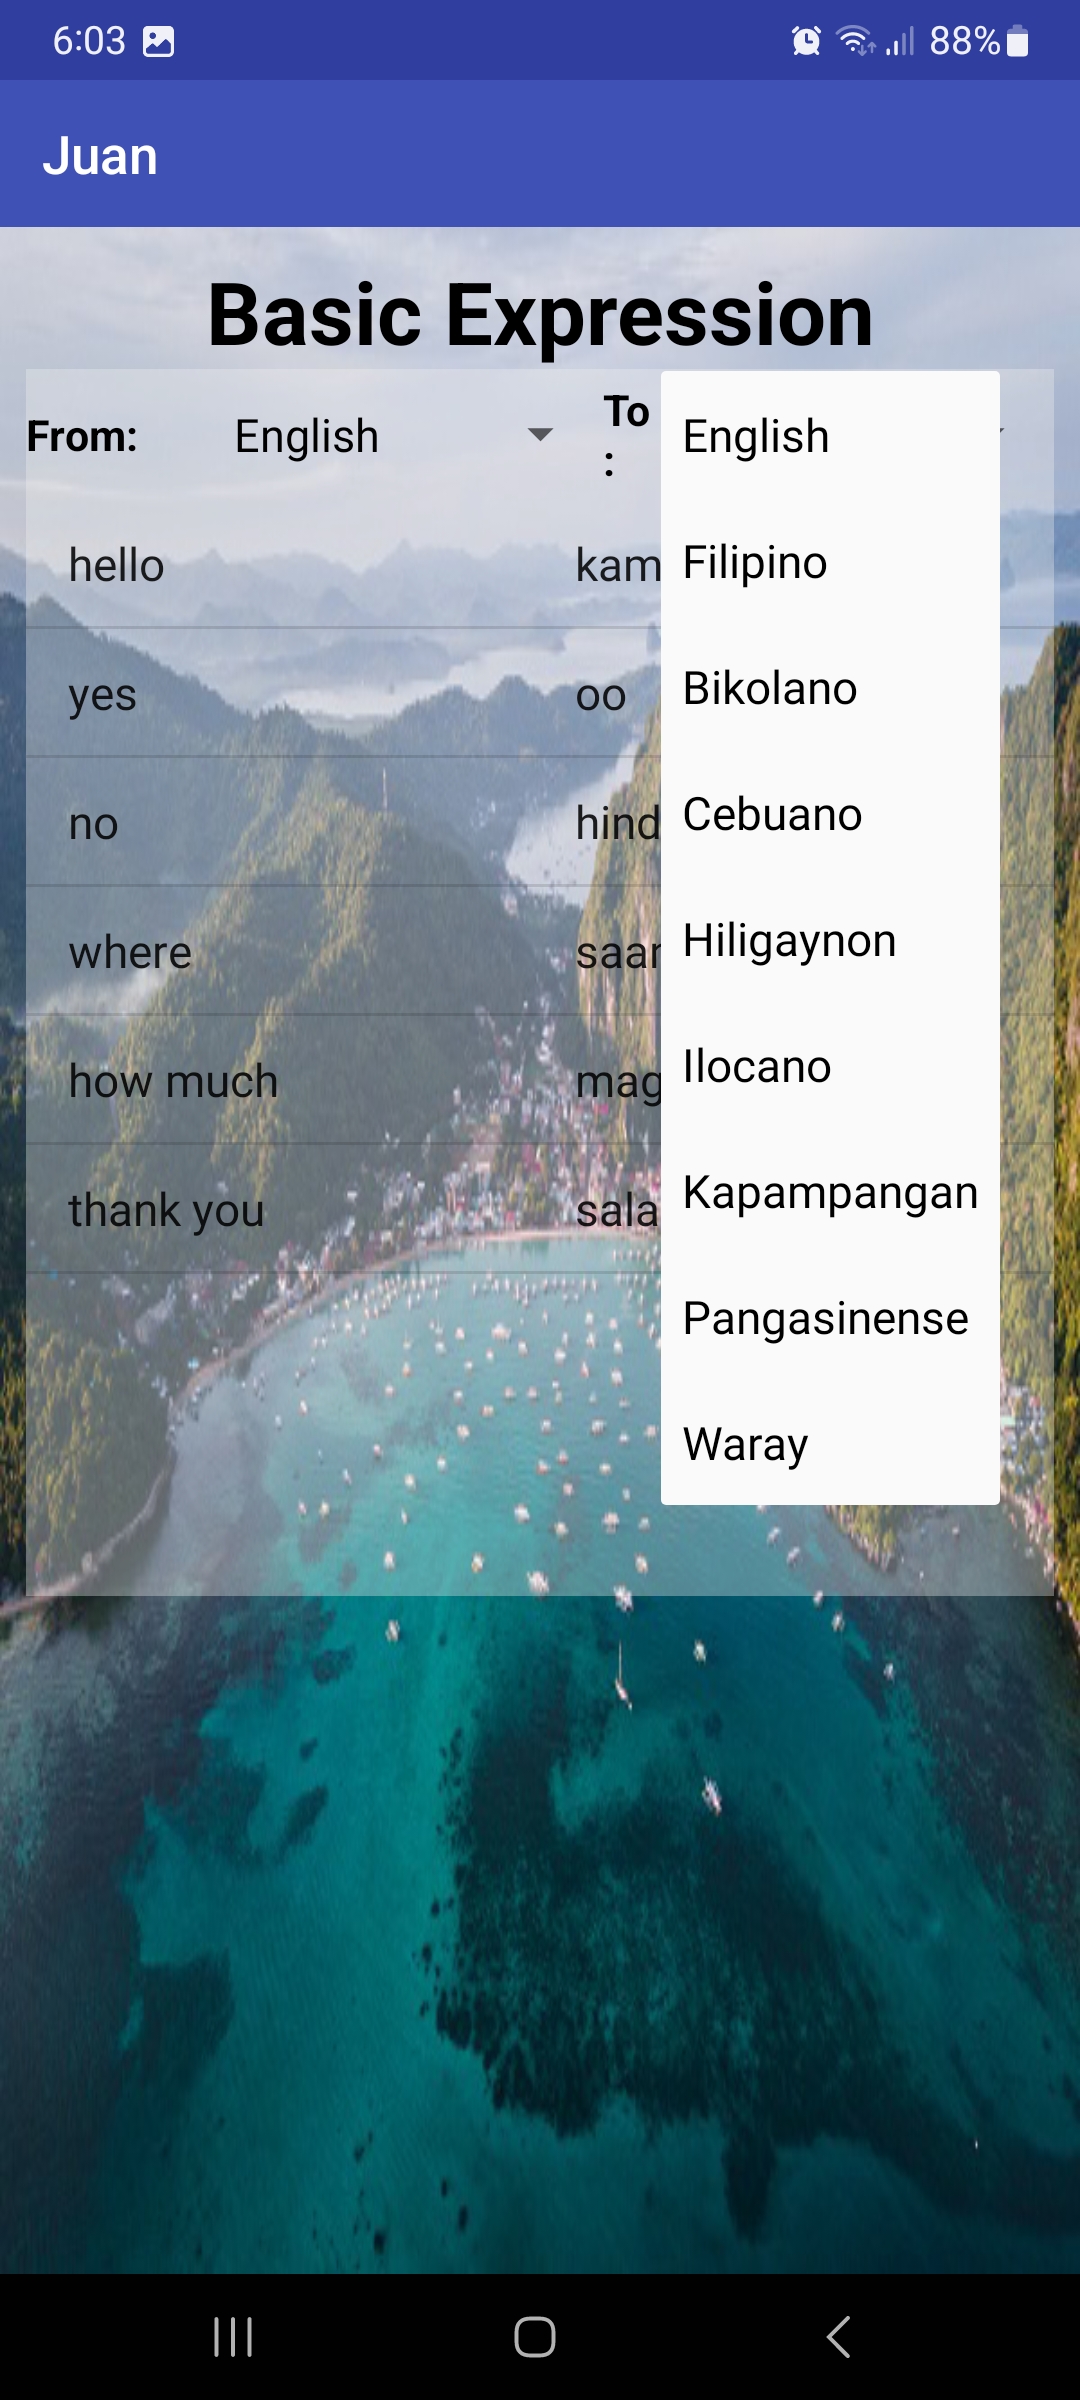 6:03 88%
Juan
Basic Expression
From: English To
:
English
Filipino
Bikolano
Cebuano
Hiligaynon
Ilocano
Kapampangan
Pangasinense
Waray
hello kam
yes oo
no hind
where
how much mag
thank you sala